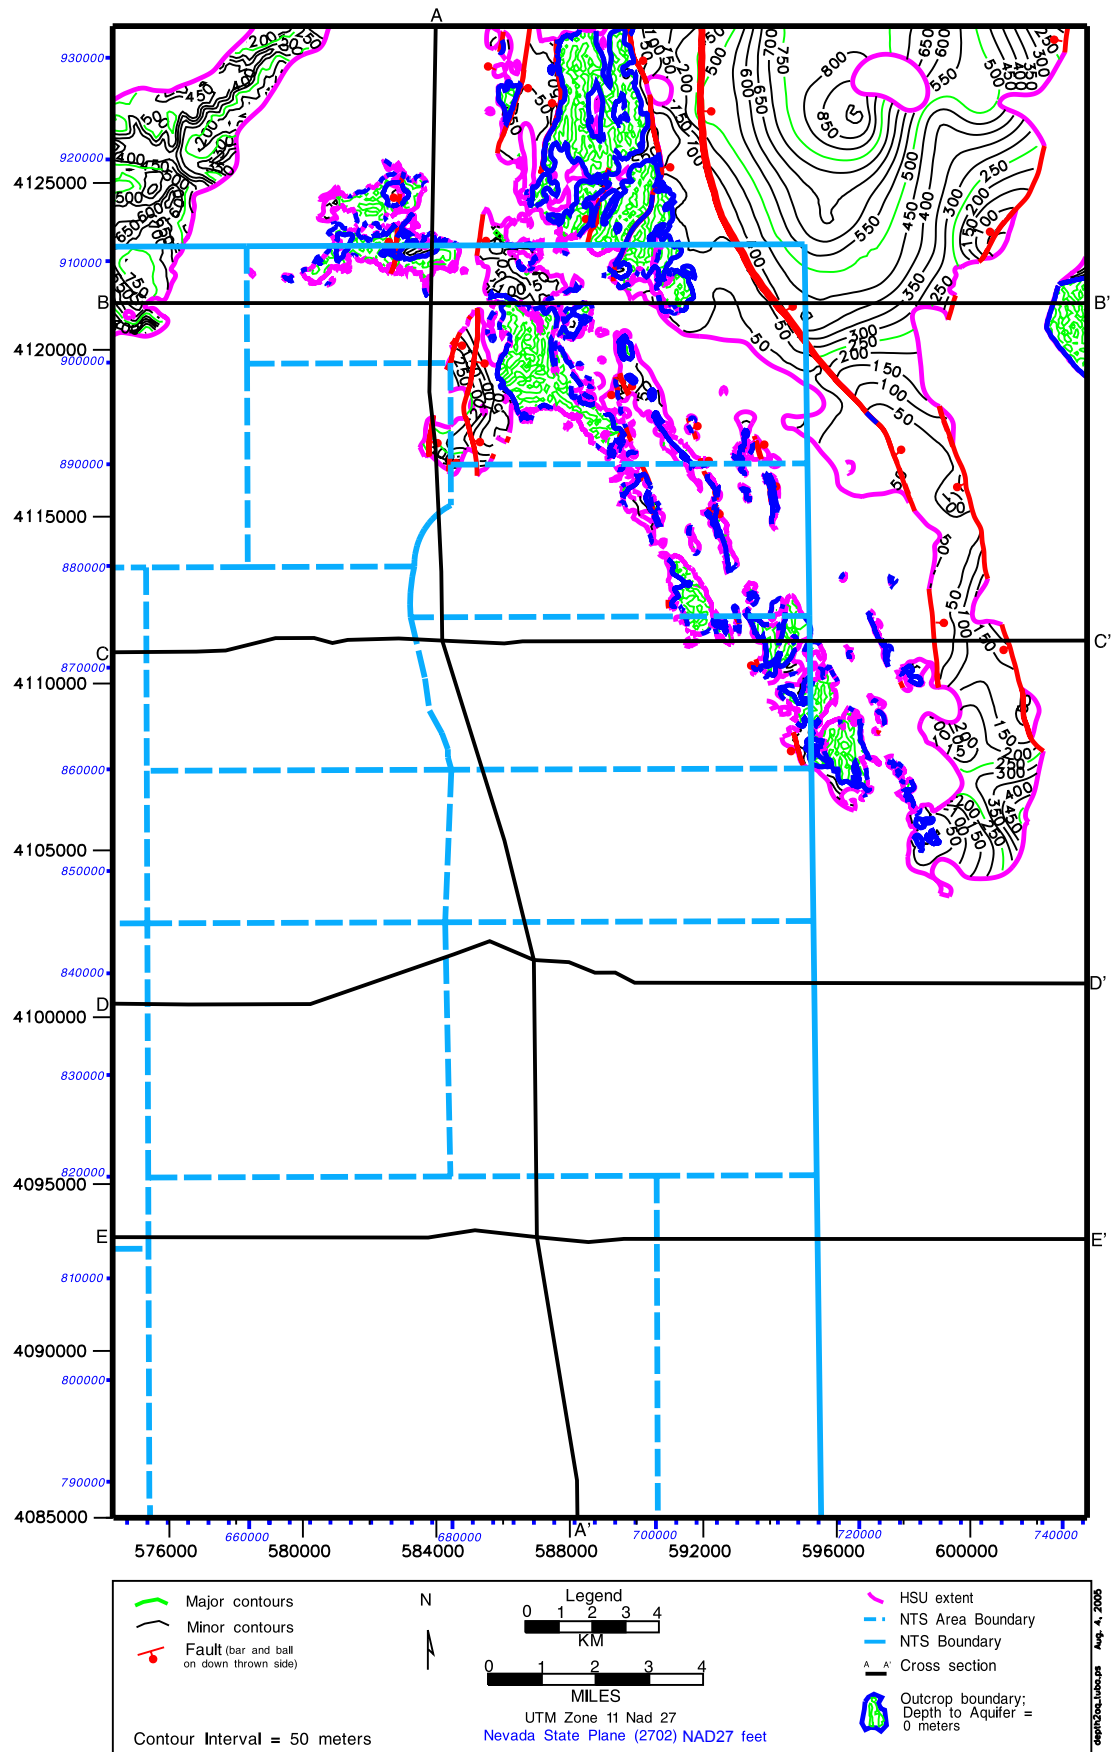 A
930000
920000
4125000
910000
B
B'
4120000
900000
890000
4115000
880000
C
C'
870000
4110000
860000
4105000
850000
840000
D
D'
4100000
830000
820000
4095000
E
E'
810000
4090000
800000
790000
4085000
A'
660000
680000
700000
720000
740000
576000
580000
584000
588000
592000
596000
600000
800
850
750
700
650
600
550
500
450
400
350
300
250
200
150
100
50
Major contours
Minor contours
Fault (bar and ball
on down thrown side)
Contour Interval = 50 meters
N
Legend
0 1 2 3 4
KM
0 1 2 3 4
MILES
UTM Zone 11 Nad 27
Nevada State Plane (2702) NAD27 feet
HSU extent
NTS Area Boundary
NTS Boundary
A A' Cross section
Outcrop boundary;
Depth to Aquifer =
0 meters
Aug. 4, 2005